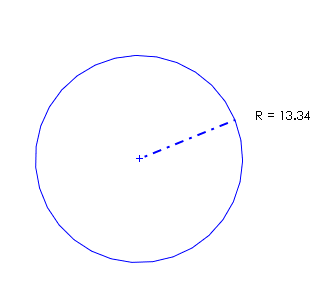 R = 13.34